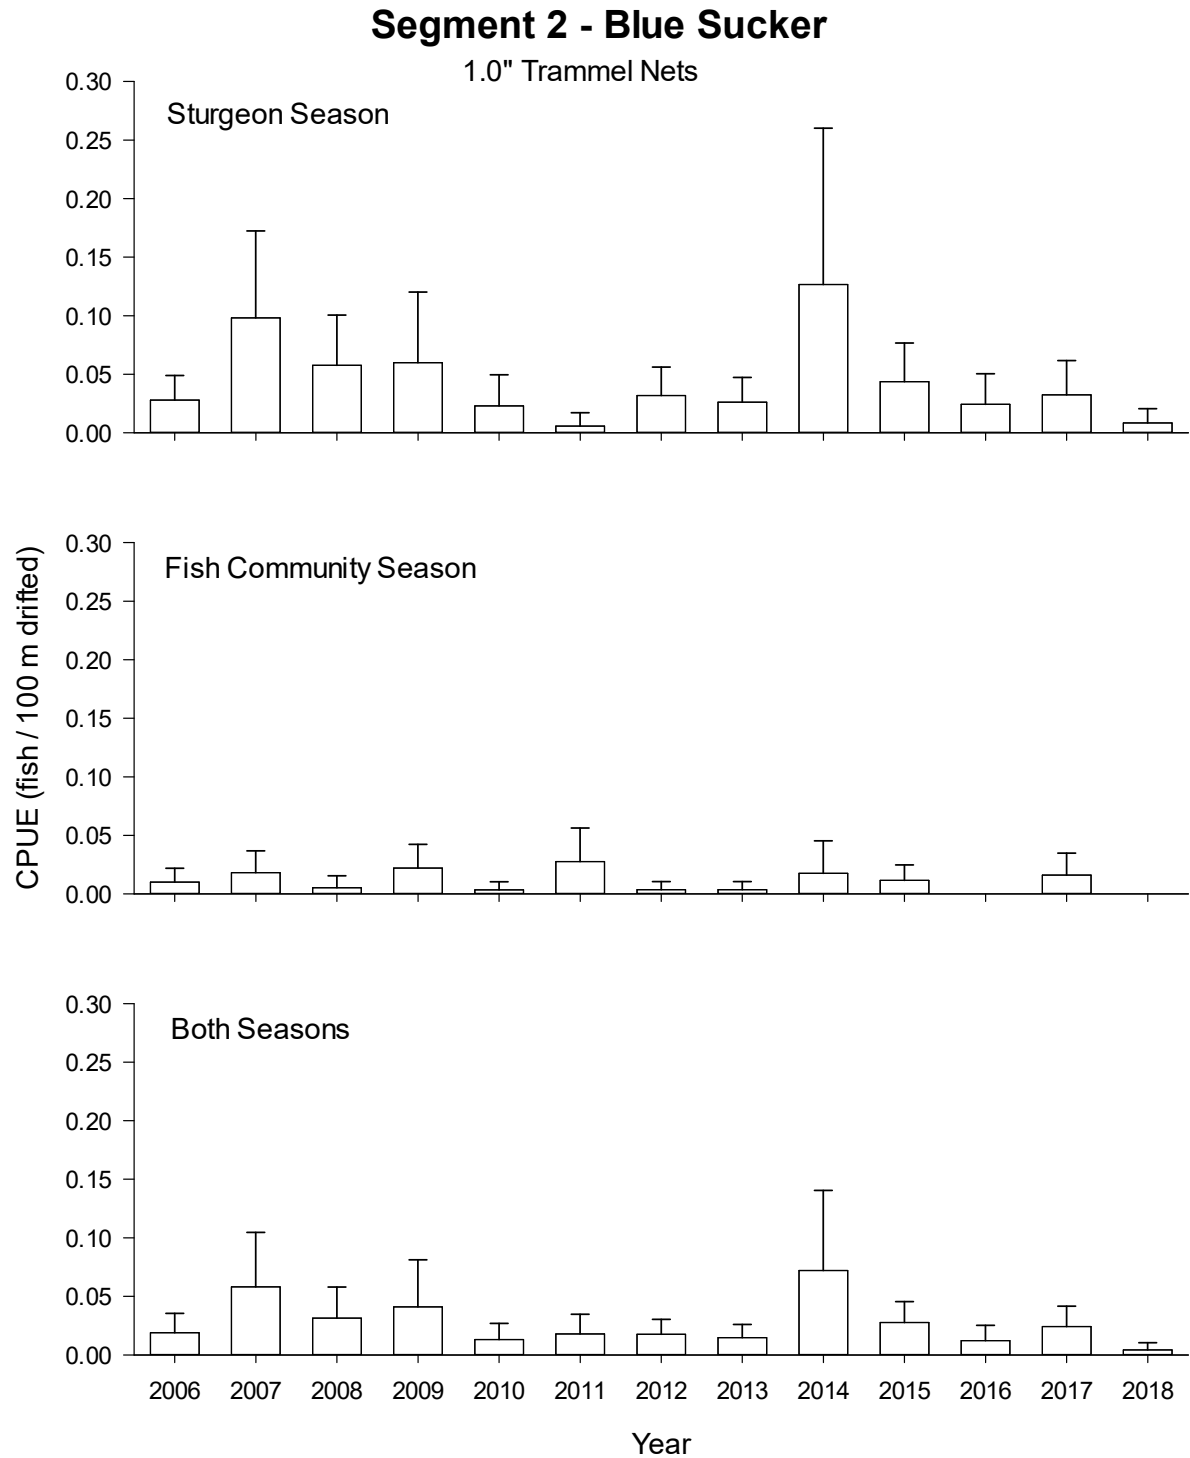 Segment 2 - Blue Sucker
1.0" Trammel Nets
Sturgeon Season
0.30
0.25
0.20
0.15
0.10
0.05
0.00
CPUE (fish / 100 m drifted)
Fish Community Season
0.30
0.25
0.20
0.15
0.10
0.05
0.00
Both Seasons
0.30
0.25
0.20
0.15
0.10
0.05
0.00
2006 2007 2008 2009 2010 2011 2012 2013 2014 2015 2016 2017 2018
Year